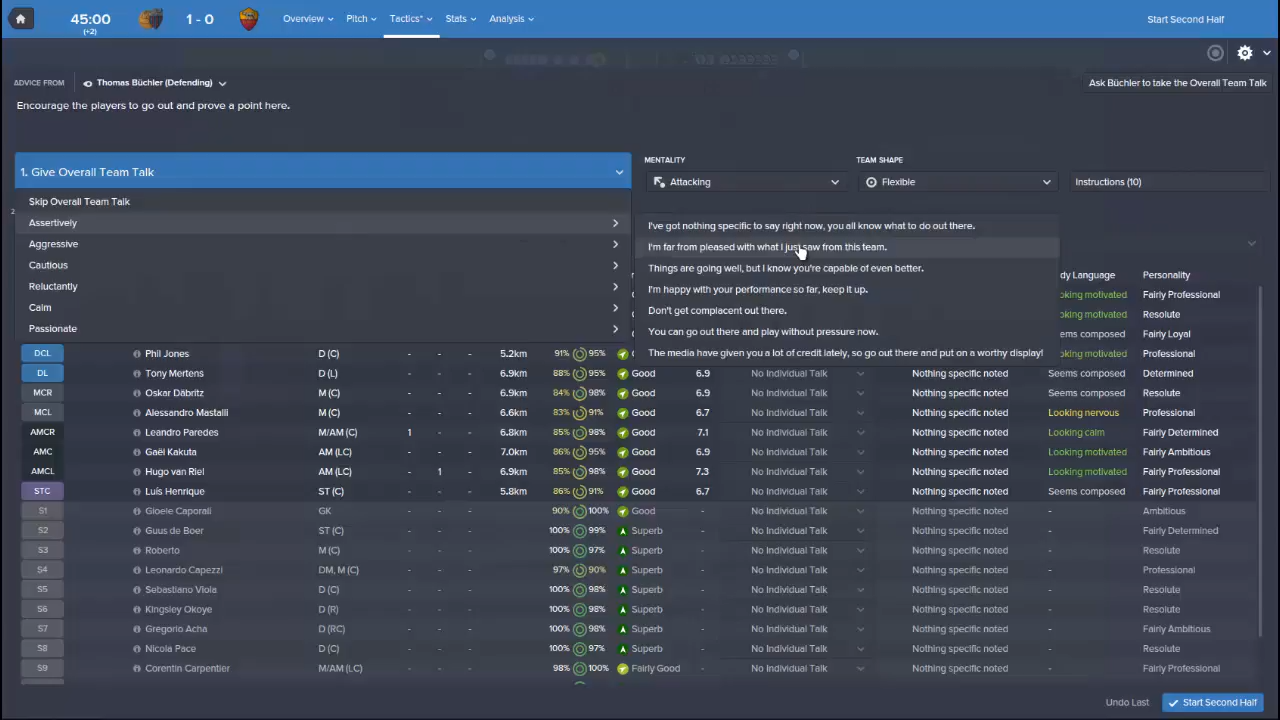 45:00
(+2)
1 - 0
Overview Pitch Tactics* Stats Analysis
Start Second Half
ADVICE FROM Thomas Büchler (Defending)
Ask Büchler to take the Overall Team Talk
Encourage the players to go out and prove a point here.
1. Give Overall Team Talk
MENTALITY
Attacking
TEAM SHAPE
Flexible
Instructions (10)
Skip Overall Team Talk
2
Assertively
Aggressive
Cautious
Reluctantly
Calm
Passionate
I've got nothing specific to say right now, you all know what to do out there.
I'm far from pleased with what I just saw from this team.
Things are going well, but I know you're capable of even better.
I'm happy with your performance so far, keep it up.
Don't get complacent out there.
You can go out there and play without pressure now.
The media have given you a lot of credit lately, so go out there and put on a worthy display!
dy Language Personality
oking motivated Fairly Professional
oking motivated Resolute
ems composed Fairly Loyal
DCL Phil Jones D (C) - - - 5.2km 91% 95% oking motivated Professional
DL Tony Mertens D (L) - - - 6.9km 88% 95% Good 6.9 No Individual Talk Nothing specific noted Seems composed Determined
MCR Oskar Däbritz M (C) - - - 6.9km 84% 98% Good 6.9 No Individual Talk Nothing specific noted Seems composed Resolute
MCL Alessandro Mastalli M (C) - - - 6.6km 83% 91% Good 6.7 No Individual Talk Nothing specific noted Looking nervous Professional
AMCR Leandro Paredes M/AM (C) 1 - - 6.8km 85% 98% Good 7.1 No Individual Talk Nothing specific noted Looking calm Fairly Determined
AMC Gaël Kakuta AM (LC) - - - 7.0km 86% 95% Good 6.9 No Individual Talk Nothing specific noted Looking motivated Fairly Ambitious
AMCL Hugo van Riel AM (LC) - 1 - 6.9km 85% 98% Good 7.3 No Individual Talk Nothing specific noted Looking motivated Fairly Professional
STC Luís Henrique ST (C) - - - 5.8km 86% 91% Good 6.7 No Individual Talk Nothing specific noted Seems composed Fairly Professional
S1 Gioele Caporali GK 90% 100% Good - No Individual Talk Nothing specific noted - Ambitious
S2 Guus de Boer ST (C) 100% 99% Superb - No Individual Talk Nothing specific noted - Fairly Determined
S3 Roberto M (C) 100% 97% Superb - No Individual Talk Nothing specific noted - Resolute
S4 Leonardo Capezzi DM, M (C) 97% 90% Superb - No Individual Talk Nothing specific noted - Professional
S5 Sebastiano Viola D (C) 100% 98% Superb - No Individual Talk Nothing specific noted - Resolute
S6 Kingsley Okoye D (R) 100% 98% Superb - No Individual Talk Nothing specific noted - Resolute
S7 Gregorio Acha D (RC) 100% 98% Superb - No Individual Talk Nothing specific noted - Fairly Ambitious
S8 Nicola Pace D (C) 100% 97% Superb - No Individual Talk Nothing specific noted - Resolute
S9 Corentin Carpentier M/AM (LC) 98% 100% Fairly Good - No Individual Talk Nothing specific noted - Fairly Professional
Undo Last Start Second Half